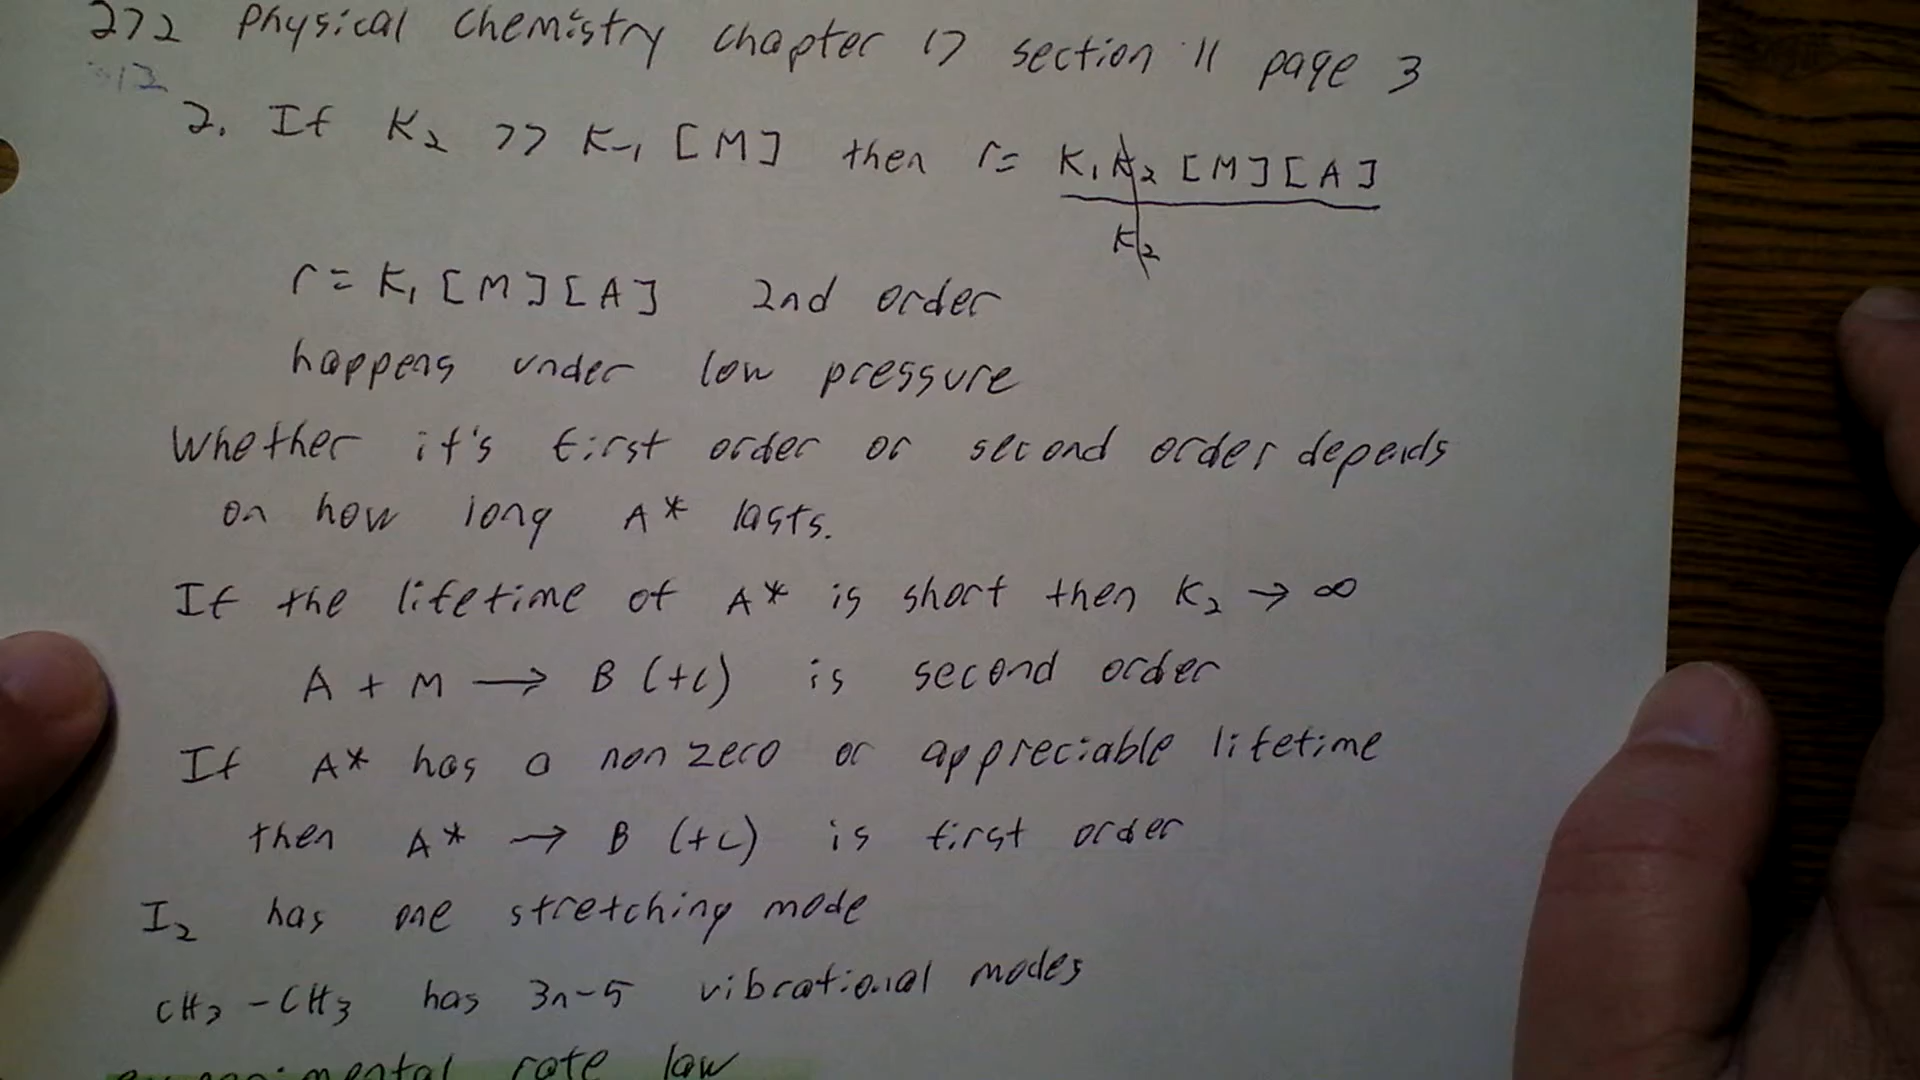 272 Physical Chemistry chapter 17 section 11 page 3
2. If K₂ >> K₋₁ [M] then r = K₁K₂ [M][A]
K₂
r = K₁ [M][A] 2nd order
happens under low pressure
Whether it's first order or second order depends
on how long A* lasts.
If the lifetime of A* is short then K₂ → ∞
A + M → B (+C) is second order
If A* has a nonzero or appreciable lifetime
then A* → B (+C) is first order
I₂ has one stretching mode
CH₃ - CH₃ has 3n-5 vibrational modes
experimental rate law